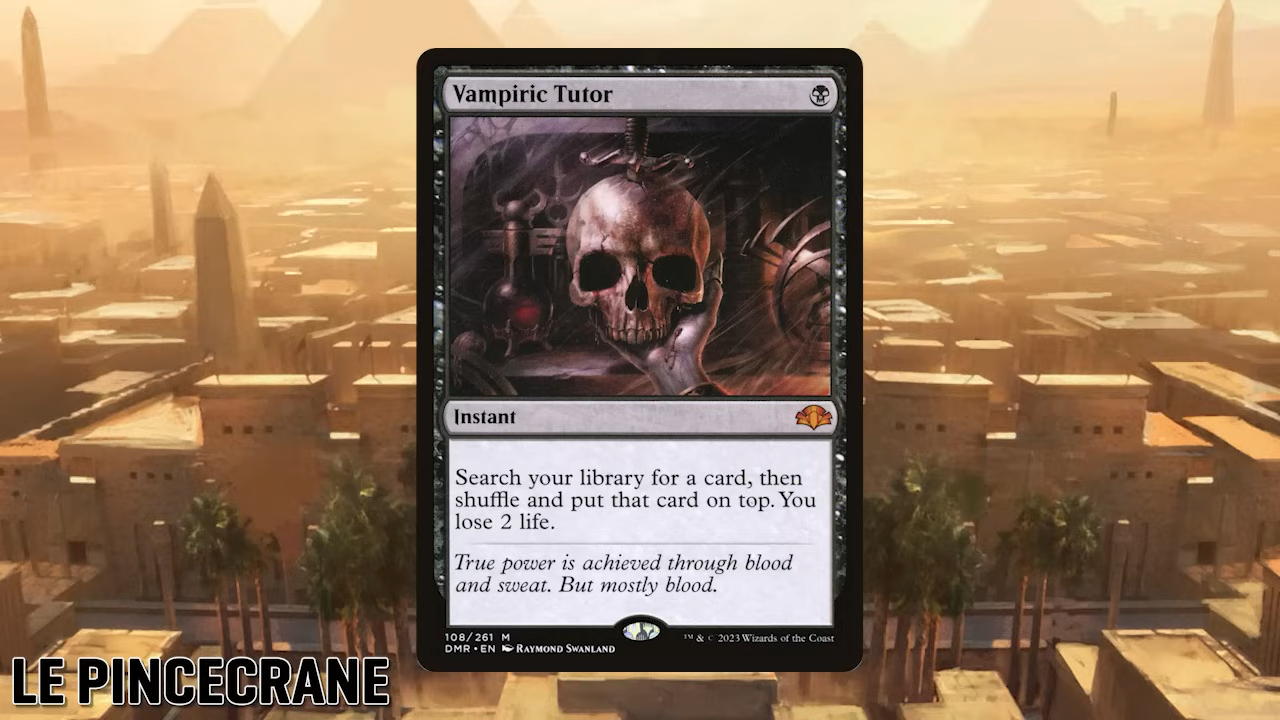 Vampiric Tutor
Instant
Search your library for a card, then
shuffle and put that card on top. You
lose 2 life.
True power is achieved through blood
and sweat. But mostly blood.
108/261 M
DMR • EN Raymond Swanland
™ & © 2023 Wizards of the Coast
LE PINCECRANE